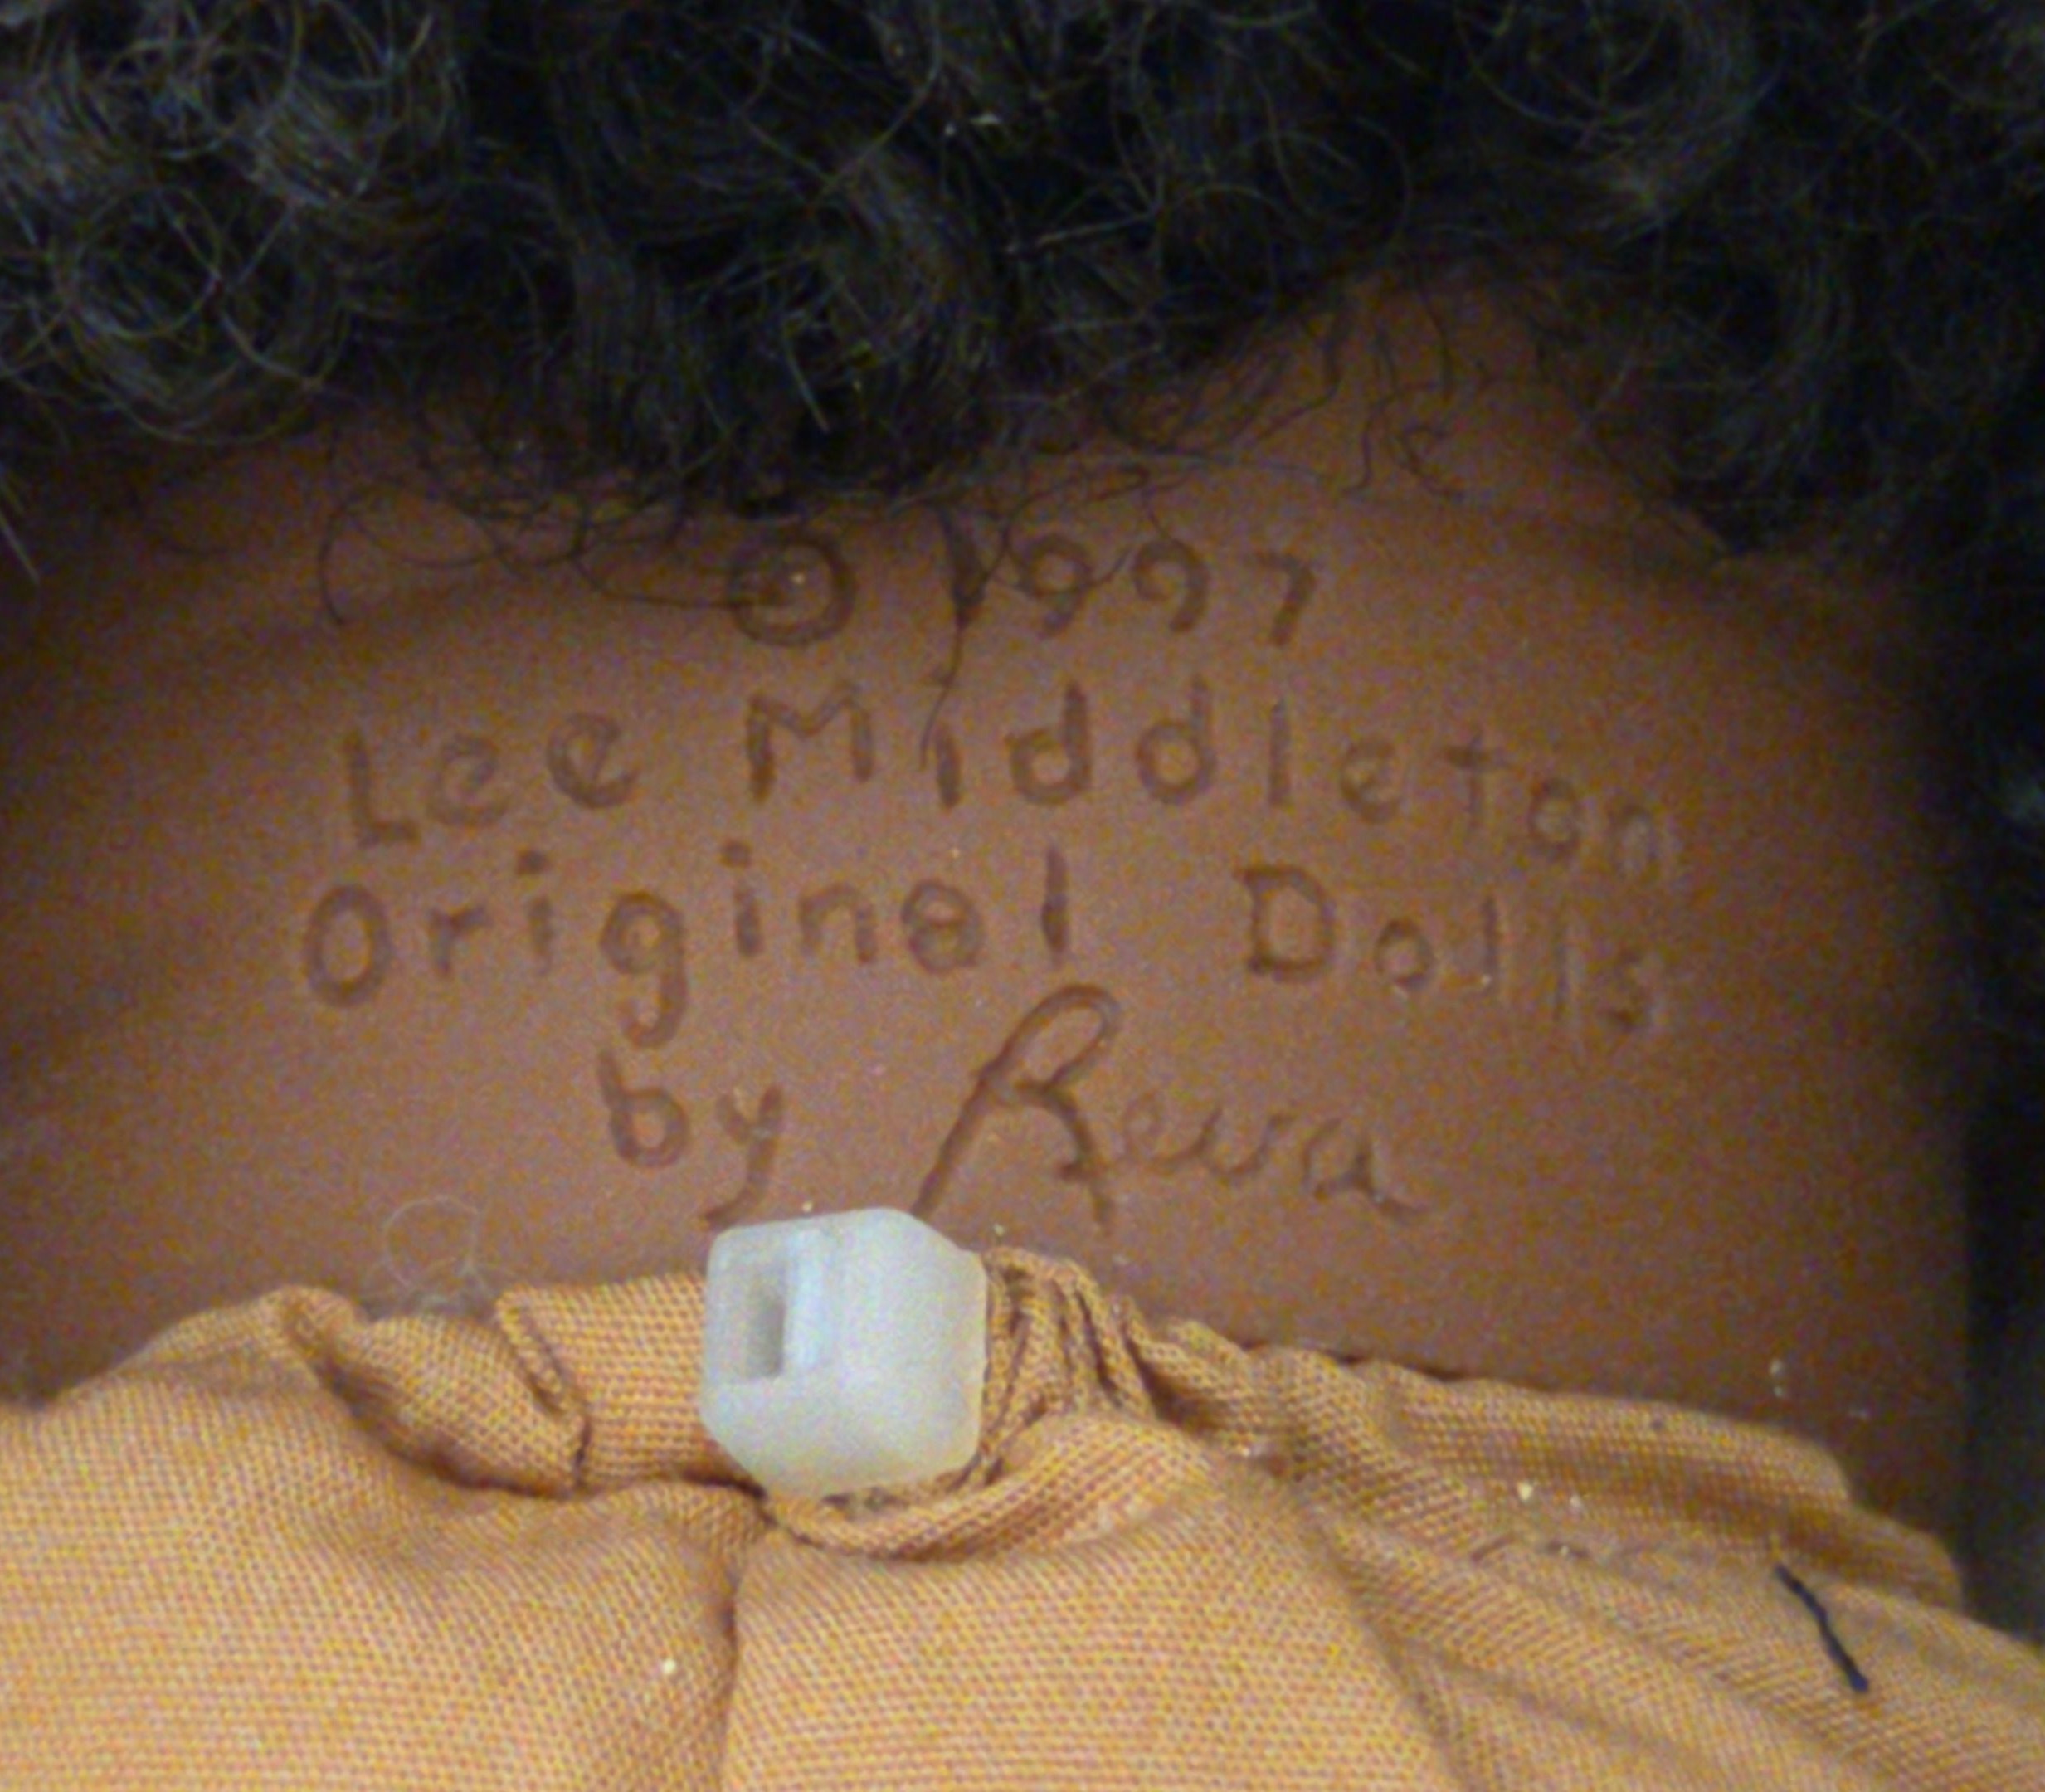 © 1997
Lee Middleton
Original Dolls
by Reva